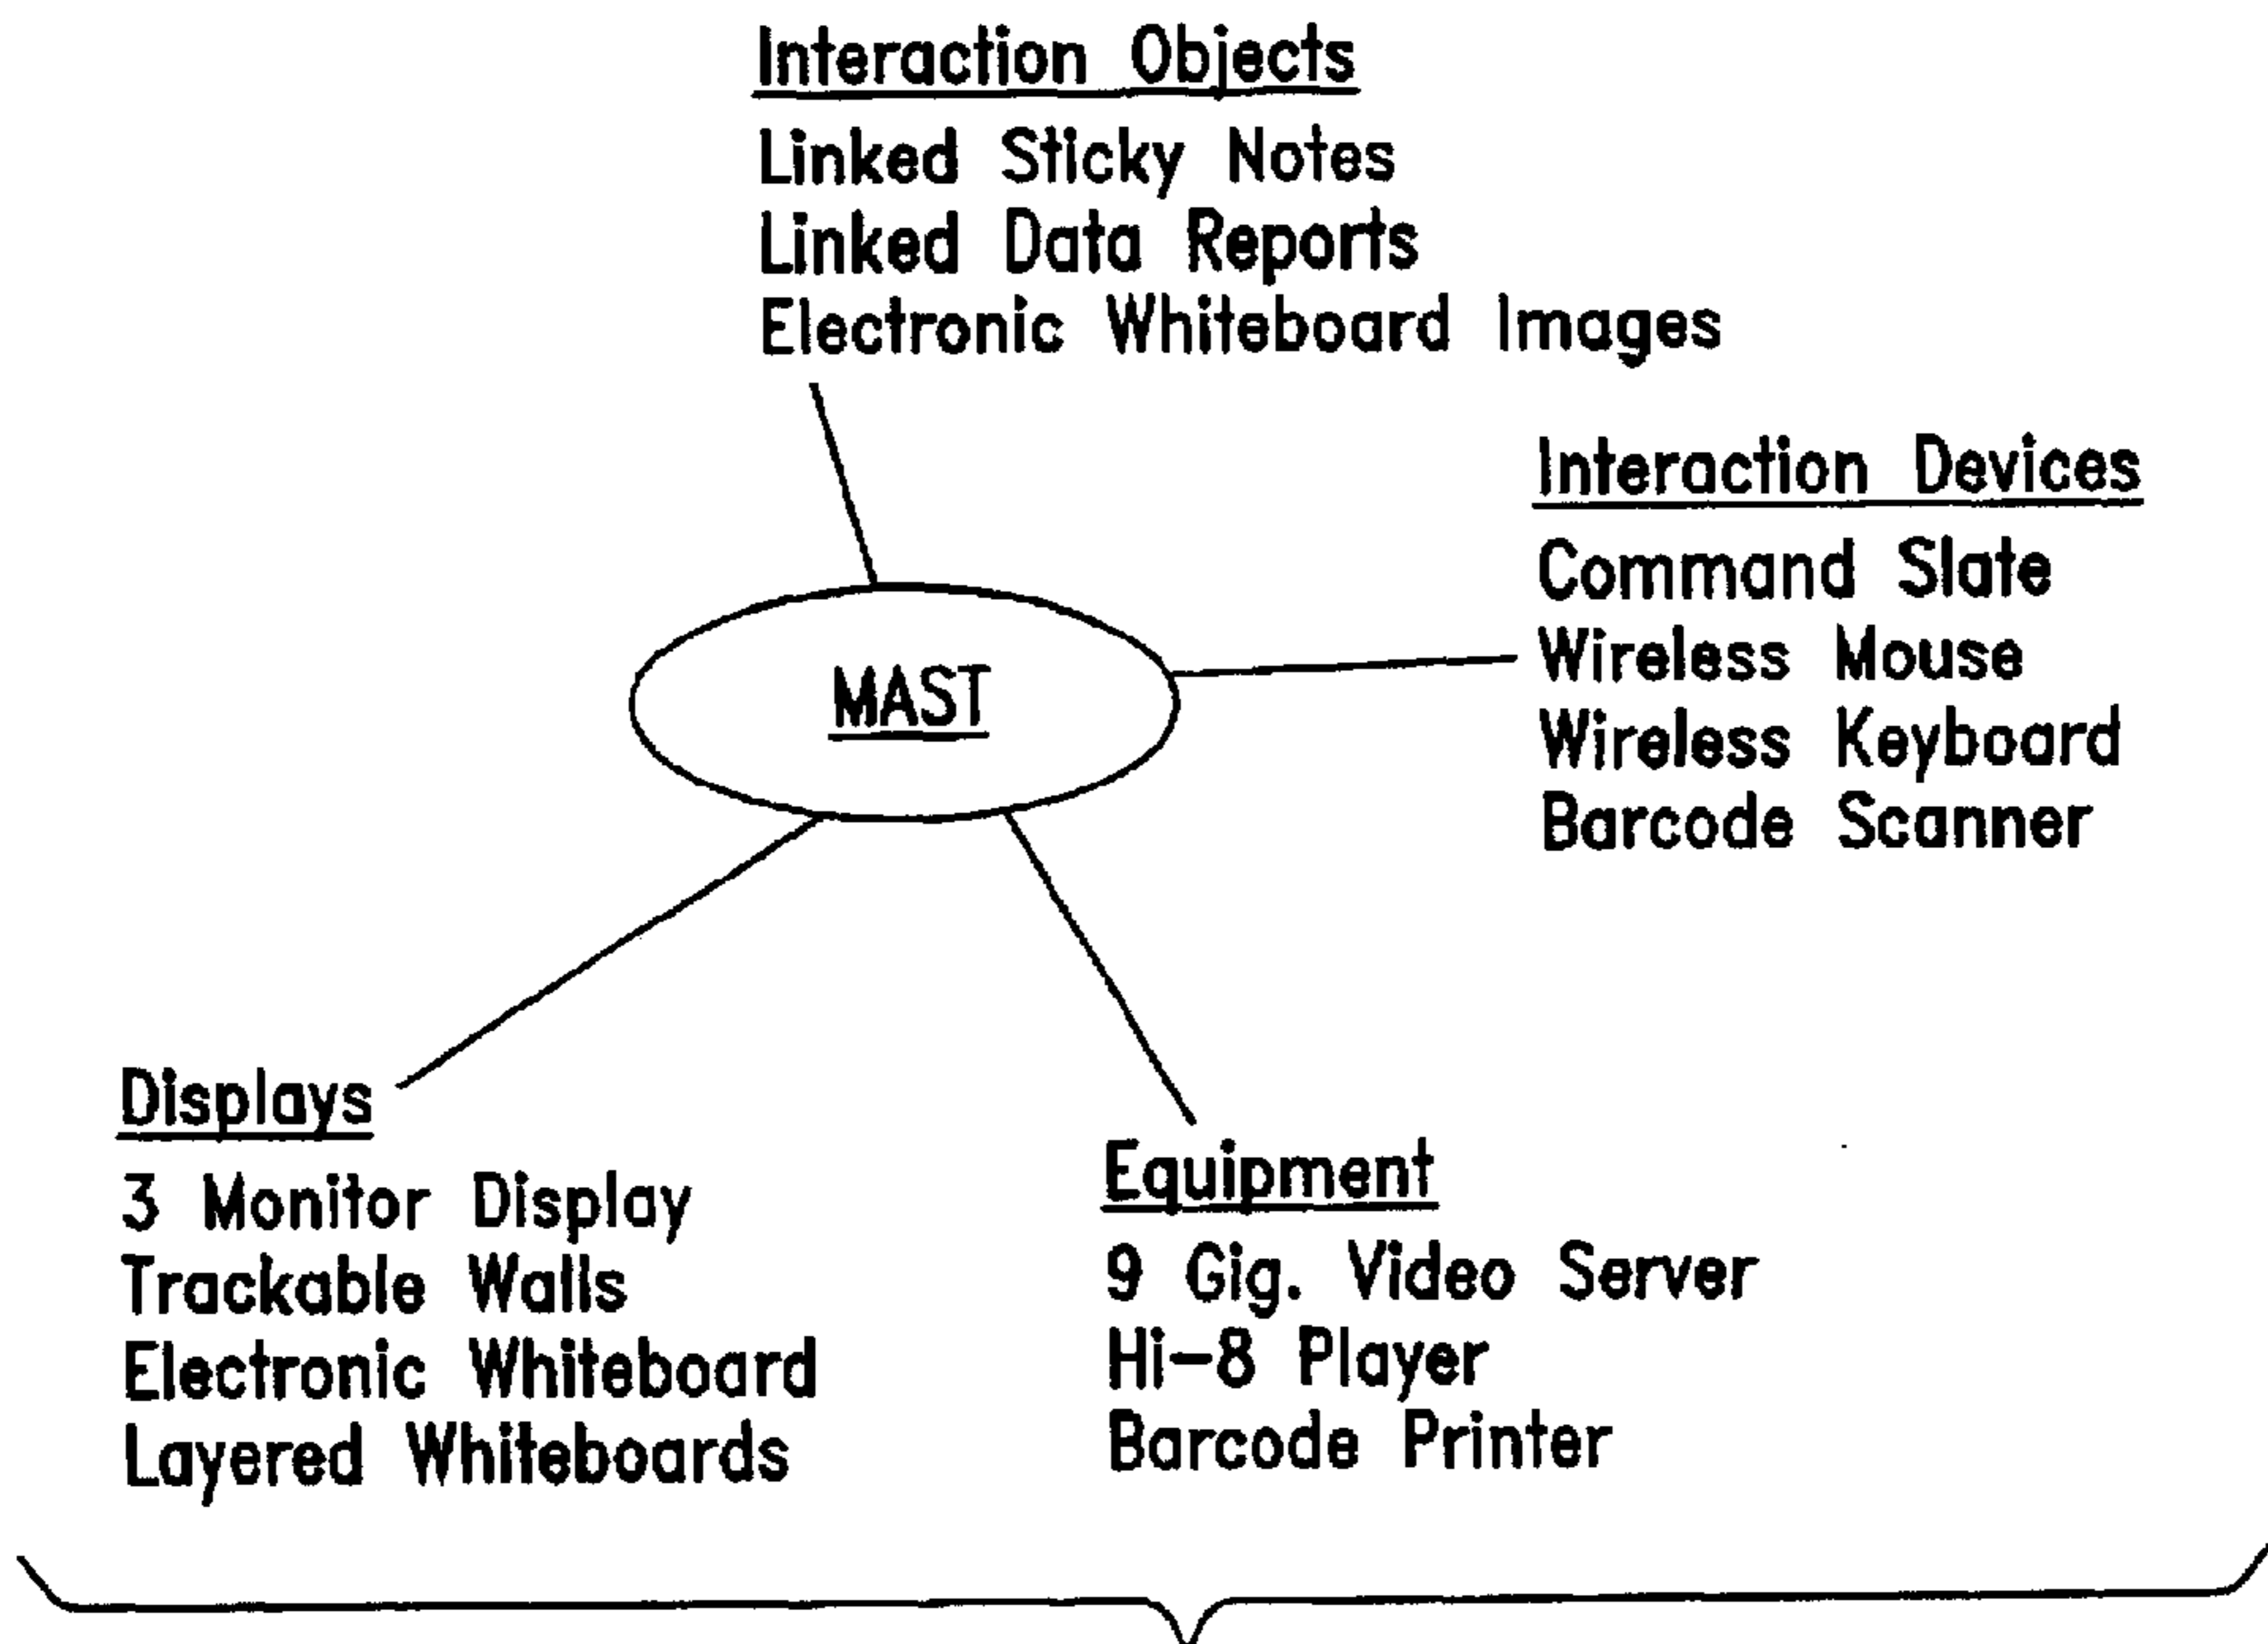 Interaction Objects
Linked Sticky Notes
Linked Data Reports
Electronic Whiteboard Images
Interaction Devices
Command Slate
Wireless Mouse
Wireless Keyboard
Barcode Scanner
MAST
Displays
3 Monitor Display
Trackable Walls
Electronic Whiteboard
Layered Whiteboards
Equipment
9 Gig. Video Server
Hi-8 Player
Barcode Printer